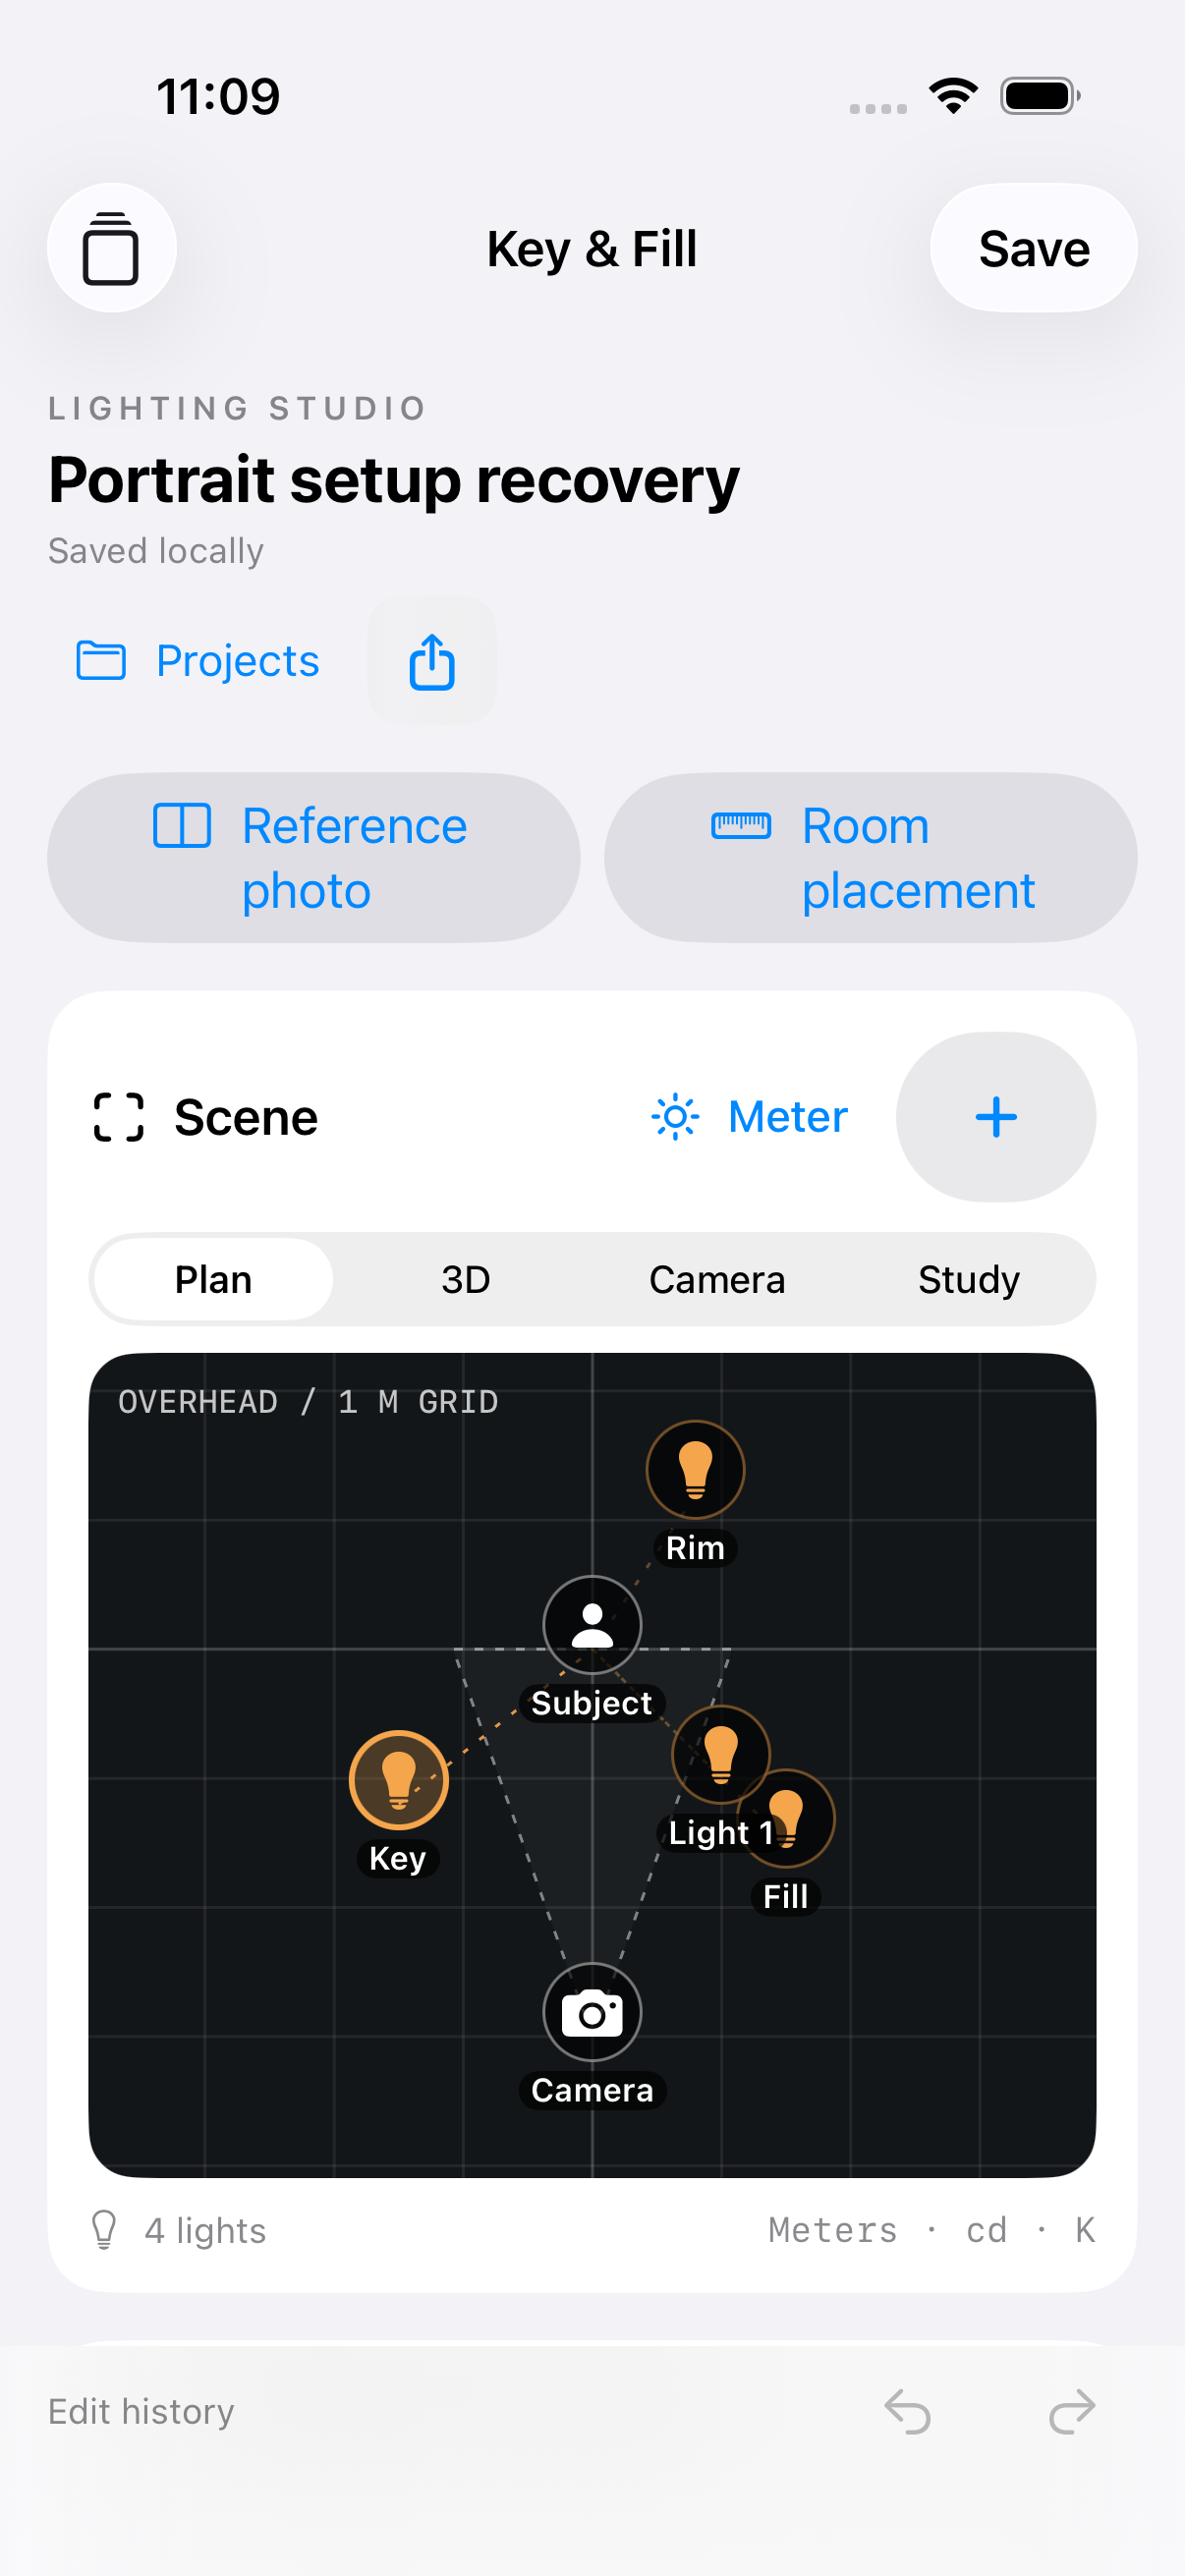 11:09
Key & Fill
Save
LIGHTING STUDIO
Portrait setup recovery
Saved locally
Projects
Reference
photo
Room
placement
Scene
Meter
Plan
3D
Camera
Study
OVERHEAD / 1 M GRID
Rim
Subject
Key
Light 1
Fill
Camera
4 lights
Meters · cd · K
Edit history